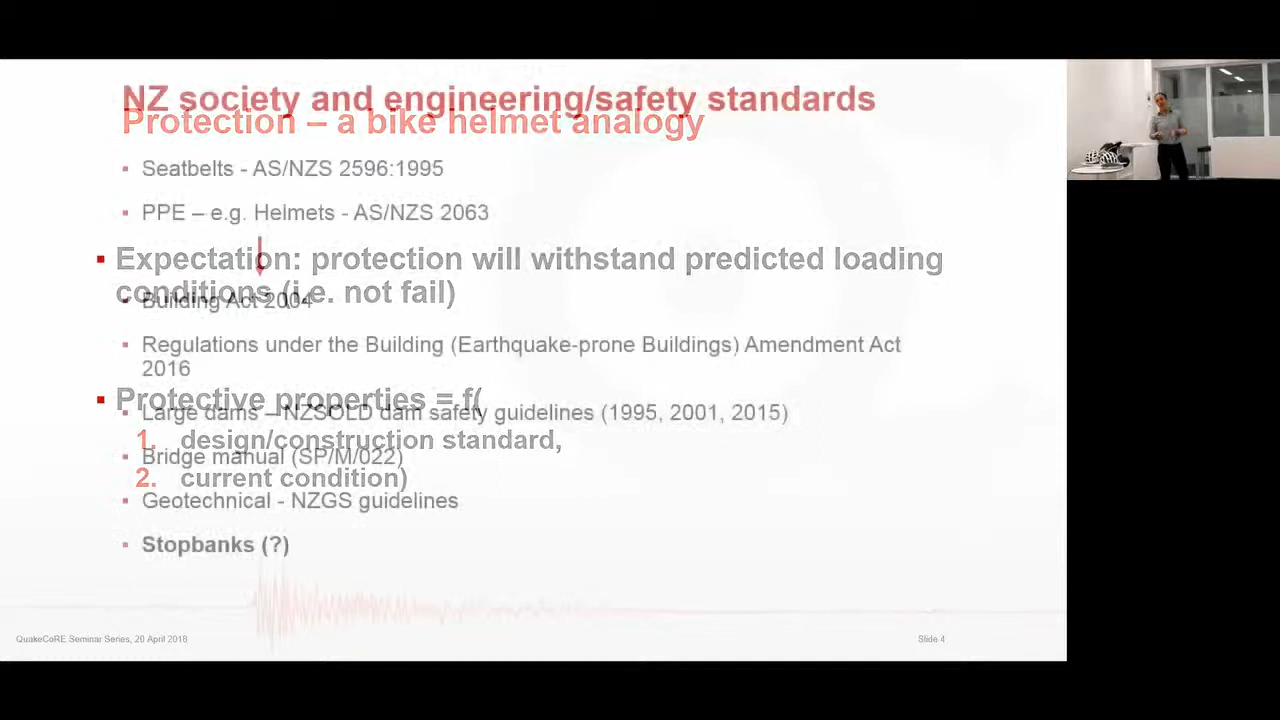 NZ society and engineering/safety standards
Protection – a bike helmet analogy
▪ Seatbelts - AS/NZS 2596:1995
▪ PPE – e.g. Helmets - AS/NZS 2063
▪ Expectation: protection will withstand predicted loading
conditions (i.e. not fail)
▪ Building Act 2004
▪ Regulations under the Building (Earthquake-prone Buildings) Amendment Act
2016
▪ Protective properties = f(
▪ Large dams – NZSOLD dam safety guidelines (1995, 2001, 2015)
1. design/construction standard,
▪ Bridge manual (SP/M/022)
2. current condition)
▪ Geotechnical - NZGS guidelines
▪ Stopbanks (?)
QuakeCoRE Seminar Series, 20 April 2018
Slide 4